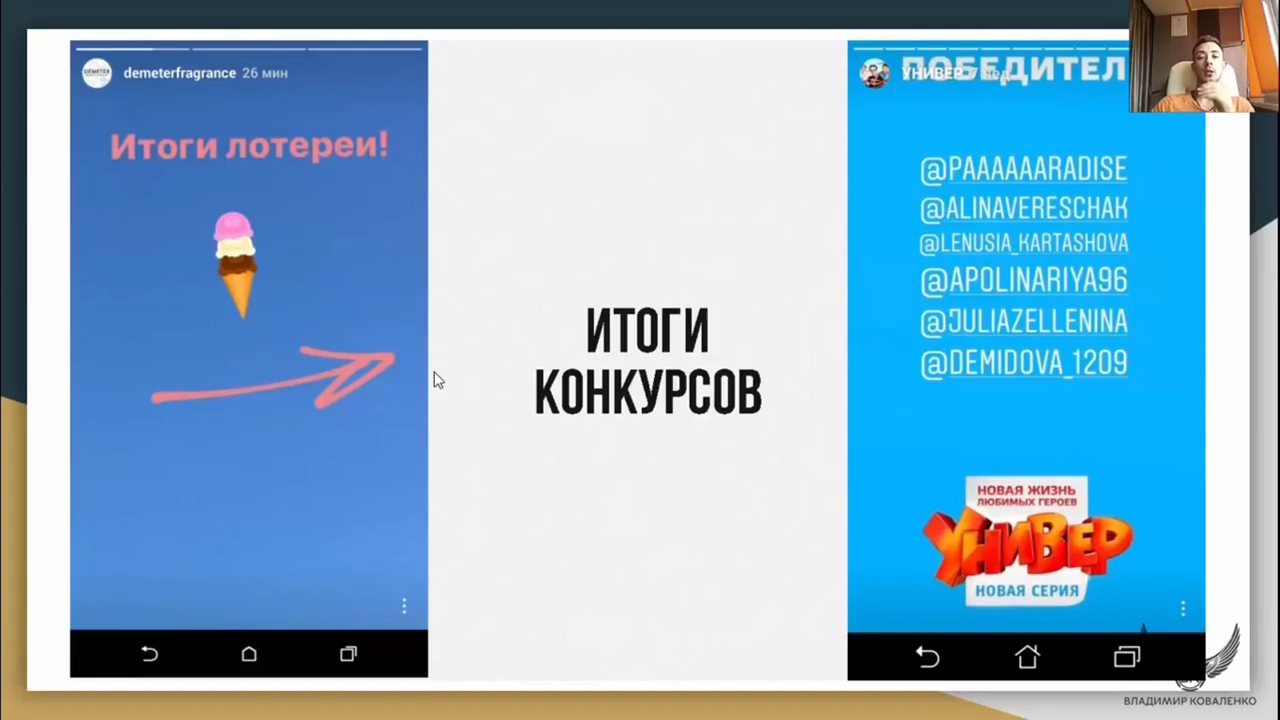 demeterfragrance 26 мин
Итоги лотереи!
ИТОГИ
КОНКУРСОВ
ПОБЕДИТЕЛ
УНИВЕР
@PAAAAAARADISE
@ALINAVERESCHAK
@LENUSIA_KARTASHOVA
@APOLINARIYA96
@JULIAZELLENINA
@DEMIDOVA_1209
НОВАЯ ЖИЗНЬ
ЛЮБИМЫХ ГЕРОЕВ
УНИВЕР
НОВАЯ СЕРИЯ
ВЛАДИМИР КОВАЛЕНКО